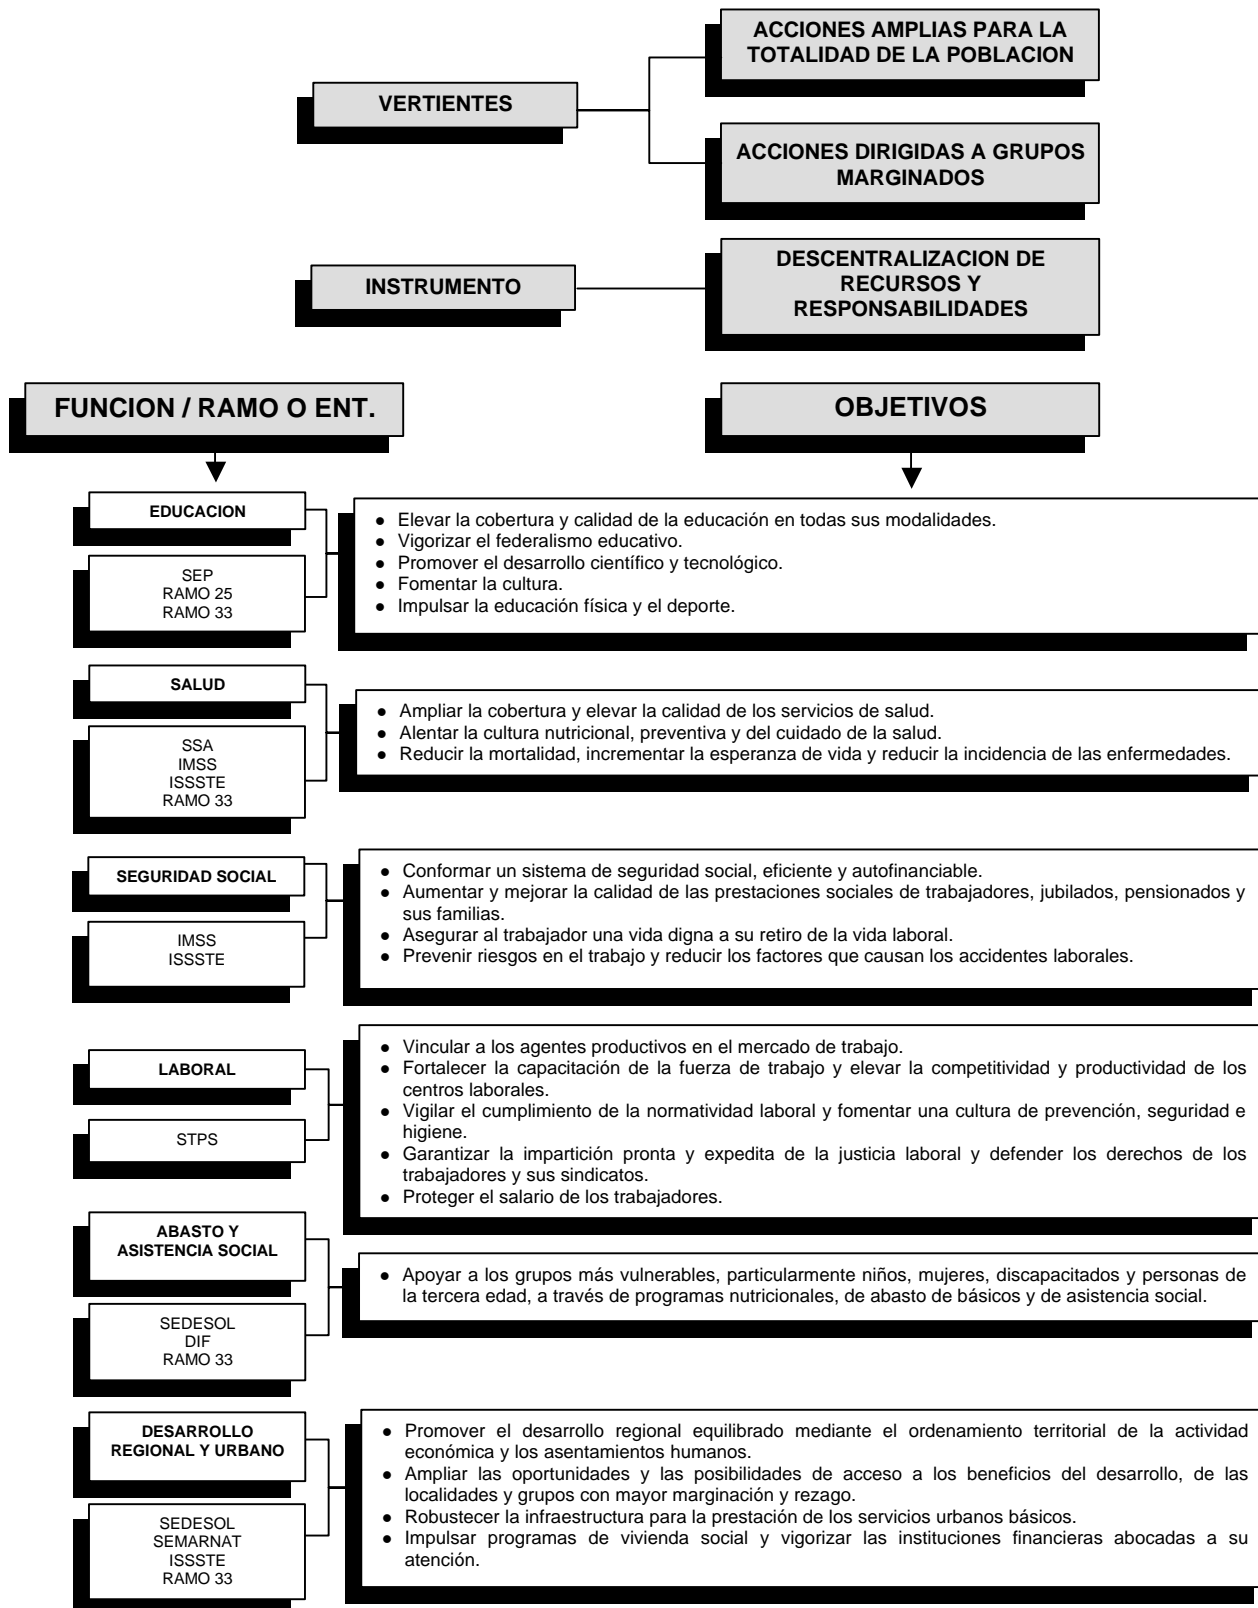 ACCIONES AMPLIAS PARA LA
TOTALIDAD DE LA POBLACION
VERTIENTES
ACCIONES DIRIGIDAS A GRUPOS
MARGINADOS
DESCENTRALIZACION DE
RECURSOS Y
RESPONSABILIDADES
INSTRUMENTO
FUNCION / RAMO O ENT.
OBJETIVOS
EDUCACION
SEP
RAMO 25
RAMO 33
● Elevar la cobertura y calidad de la educación en todas sus modalidades.
● Vigorizar el federalismo educativo.
● Promover el desarrollo científico y tecnológico.
● Fomentar la cultura.
● Impulsar la educación física y el deporte.
SALUD
SSA
IMSS
ISSSTE
RAMO 33
● Ampliar la cobertura y elevar la calidad de los servicios de salud.
● Alentar la cultura nutricional, preventiva y del cuidado de la salud.
● Reducir la mortalidad, incrementar la esperanza de vida y reducir la incidencia de las enfermedades.
SEGURIDAD SOCIAL
IMSS
ISSSTE
● Conformar un sistema de seguridad social, eficiente y autofinanciable.
● Aumentar y mejorar la calidad de las prestaciones sociales de trabajadores, jubilados, pensionados y
sus familias.
● Asegurar al trabajador una vida digna a su retiro de la vida laboral.
● Prevenir riesgos en el trabajo y reducir los factores que causan los accidentes laborales.
LABORAL
STPS
● Vincular a los agentes productivos en el mercado de trabajo.
● Fortalecer la capacitación de la fuerza de trabajo y elevar la competitividad y productividad de los
centros laborales.
● Vigilar el cumplimiento de la normatividad laboral y fomentar una cultura de prevención, seguridad e
higiene.
● Garantizar la impartición pronta y expedita de la justicia laboral y defender los derechos de los
trabajadores y sus sindicatos.
● Proteger el salario de los trabajadores.
ABASTO Y
ASISTENCIA SOCIAL
SEDESOL
DIF
RAMO 33
● Apoyar a los grupos más vulnerables, particularmente niños, mujeres, discapacitados y personas de
la tercera edad, a través de programas nutricionales, de abasto de básicos y de asistencia social.
DESARROLLO
REGIONAL Y URBANO
SEDESOL
SEMARNAT
ISSSTE
RAMO 33
● Promover el desarrollo regional equilibrado mediante el ordenamiento territorial de la actividad
económica y los asentamientos humanos.
● Ampliar las oportunidades y las posibilidades de acceso a los beneficios del desarrollo, de las
localidades y grupos con mayor marginación y rezago.
● Robustecer la infraestructura para la prestación de los servicios urbanos básicos.
● Impulsar programas de vivienda social y vigorizar las instituciones financieras abocadas a su
atención.